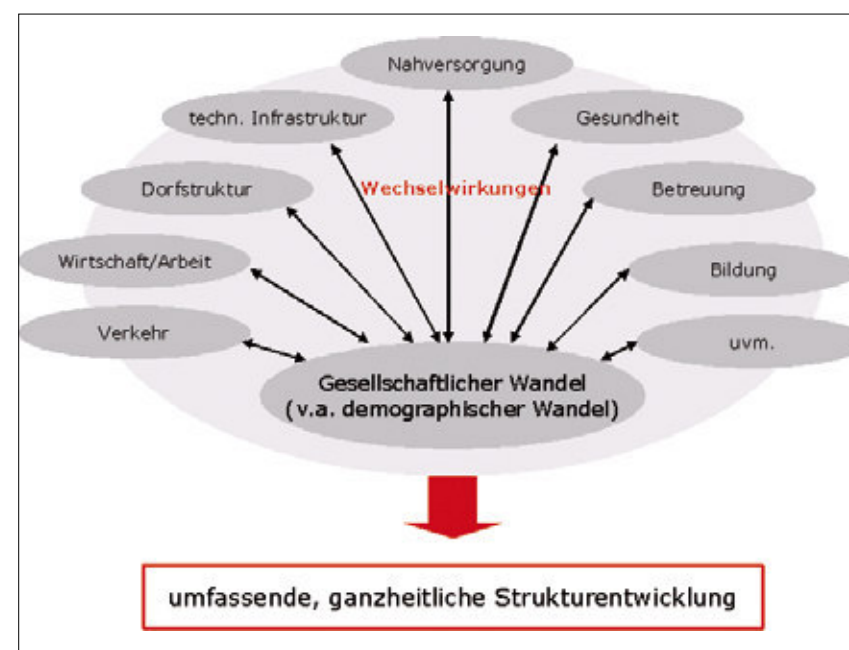 Nahversorgung
techn. Infrastruktur
Gesundheit
Wechselwirkungen
Dorfstruktur
Betreuung
Wirtschaft/Arbeit
Bildung
Verkehr
uvm.
Gesellschaftlicher Wandel
(v.a. demographischer Wandel)
umfassende, ganzheitliche Strukturentwicklung